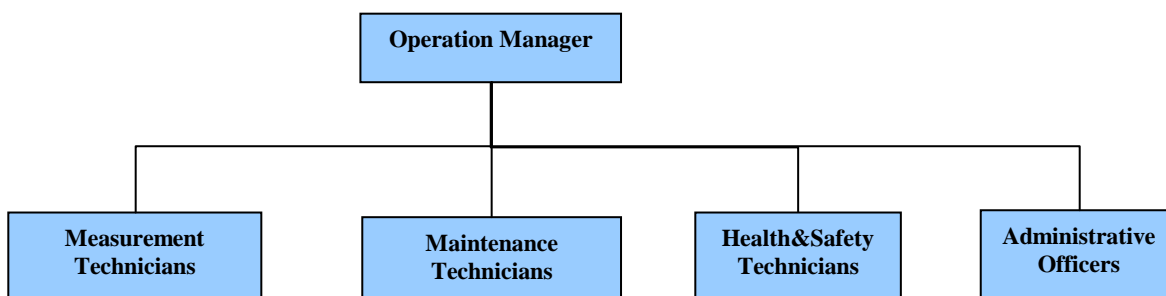 Operation Manager
Measurement
Technicians
Maintenance
Technicians
Health&Safety
Technicians
Administrative
Officers